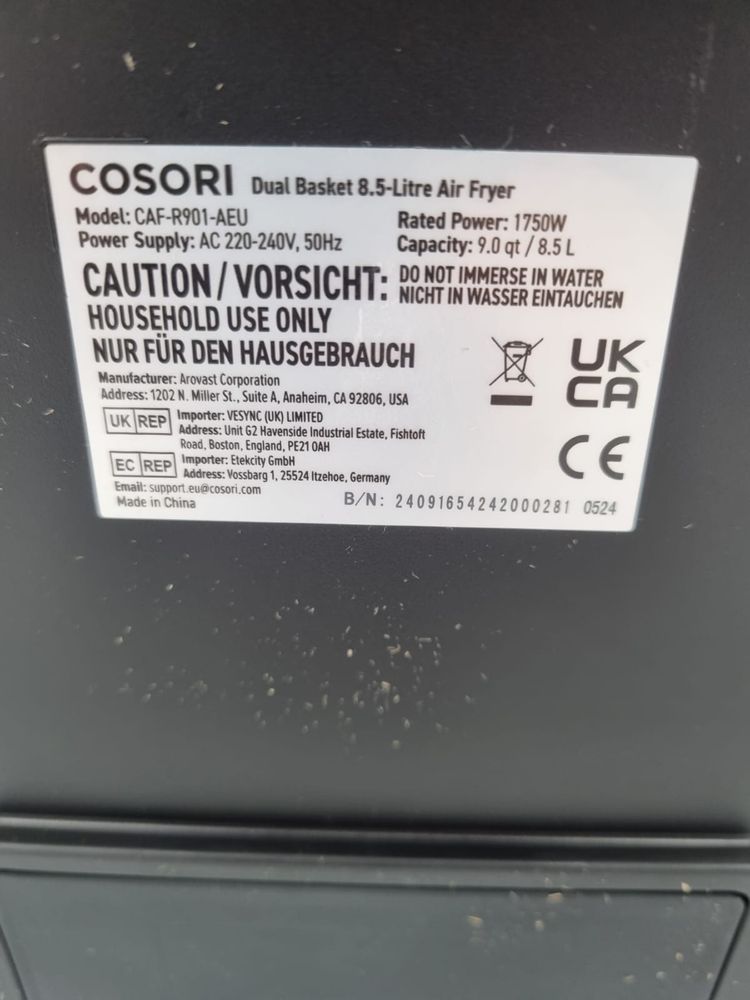 COSORI Dual Basket 8.5-Litre Air Fryer
Model: CAF-R901-AEU
Rated Power: 1750W
Power Supply: AC 220-240V, 50Hz
Capacity: 9.0 qt / 8.5 L
CAUTION / VORSICHT: DO NOT IMMERSE IN WATER
NICHT IN WASSER EINTAUCHEN
HOUSEHOLD USE ONLY
NUR FÜR DEN HAUSGEBRAUCH
Manufacturer: Arovast Corporation
Address: 1202 N. Miller St., Suite A, Anaheim, CA 92806, USA
UK REP
Importer: VESYNC (UK) LIMITED
Address: Unit G2 Havenside Industrial Estate, Fishtoft
Road, Boston, England, PE21 0AH
EC REP
Importer: Etekcity GmbH
Address: Vossbarg 1, 25524 Itzehoe, Germany
Email: support.eu@cosori.com
Made in China
UK
CA
CE
B/N: 24091654242000281 0524